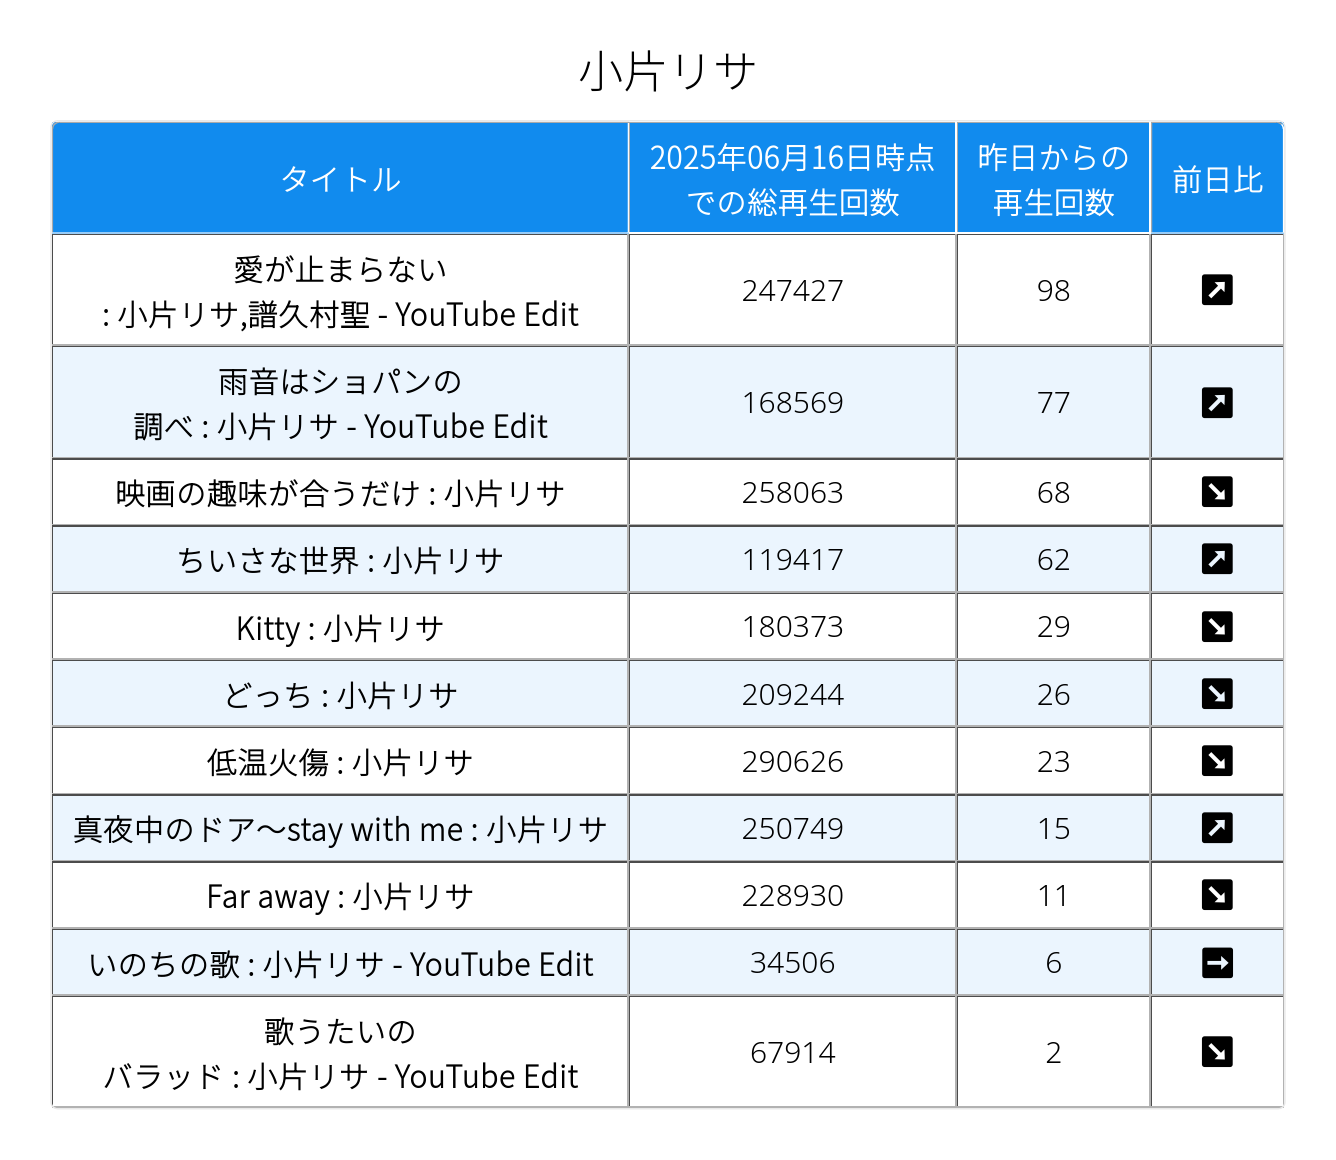 小片リサ
タイトル
2025年06月16日時点
での総再生回数
昨日からの
再生回数
前日比
愛が止まらない
: 小片リサ,譜久村聖 - YouTube Edit
247427
98
雨音はショパンの
調べ : 小片リサ - YouTube Edit
168569
77
映画の趣味が合うだけ : 小片リサ
258063
68
ちいさな世界 : 小片リサ
119417
62
Kitty : 小片リサ
180373
29
どっち : 小片リサ
209244
26
低温火傷 : 小片リサ
290626
23
真夜中のドア〜stay with me : 小片リサ
250749
15
Far away : 小片リサ
228930
11
いのちの歌 : 小片リサ - YouTube Edit
34506
6
歌うたいの
バラッド : 小片リサ - YouTube Edit
67914
2